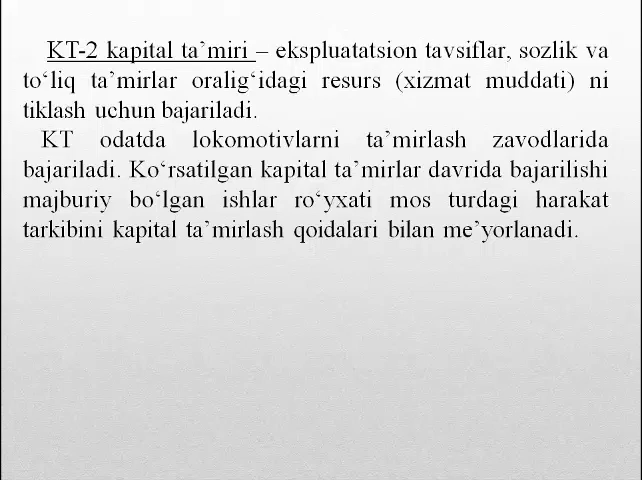 KT-2 kapital ta’miri – ekspluatatsion tavsiflar, sozlik va
to‘liq ta’mirlar oralig‘idagi resurs (xizmat muddati) ni
tiklash uchun bajariladi.
KT odatda lokomotivlarni ta’mirlash zavodlarida
bajariladi. Ko‘rsatilgan kapital ta’mirlar davrida bajarilishi
majburiy bo‘lgan ishlar ro‘yxati mos turdagi harakat
tarkibini kapital ta’mirlash qoidalari bilan me’yorlanadi.